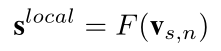 s^{local} = F(v_{s,n})